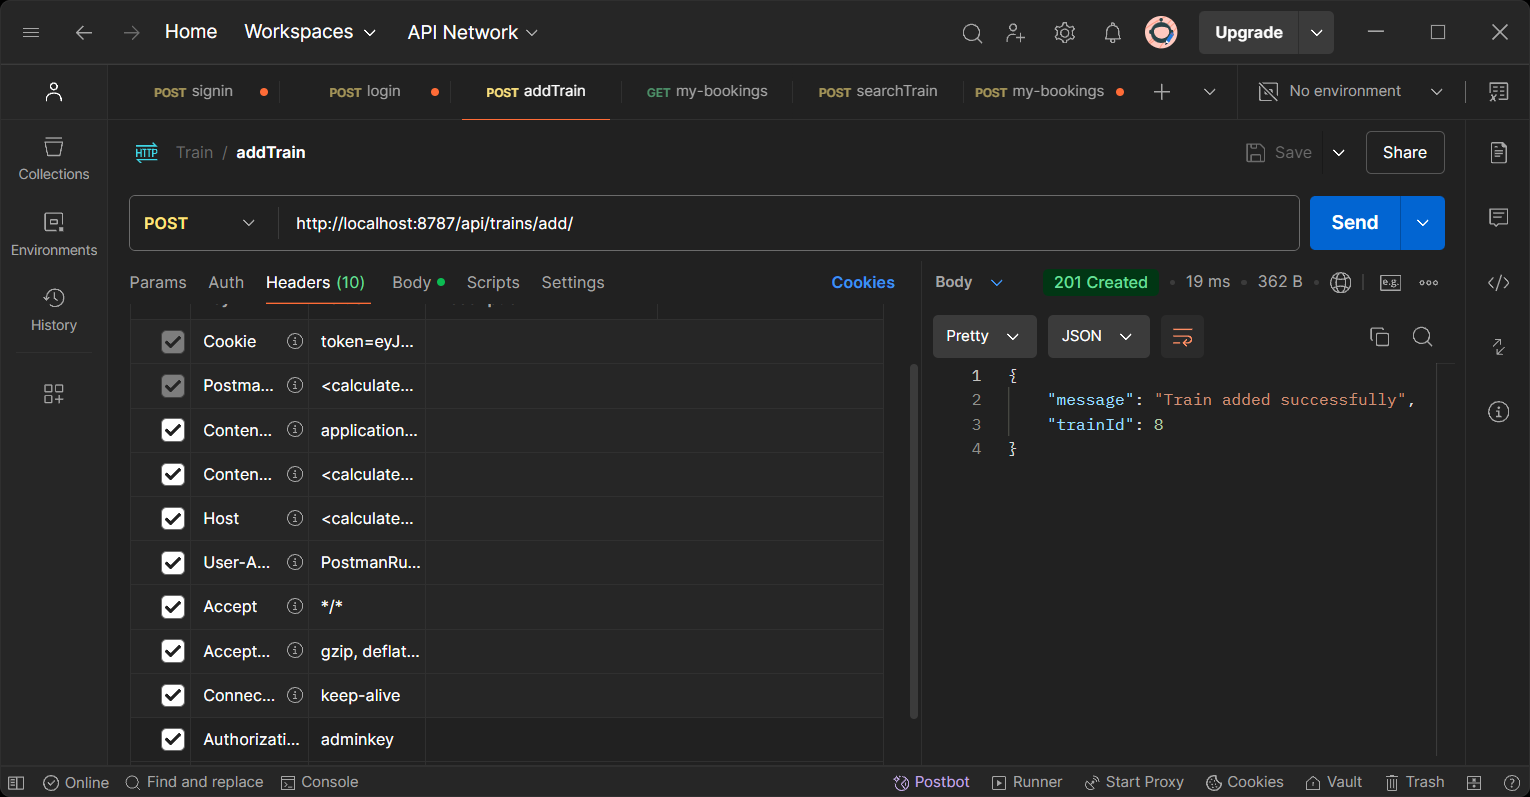 Home Workspaces API Network Upgrade
POST signin POST login POST addTrain GET my-bookings POST searchTrain POST my-bookings No environment
HTTP Train / addTrain Save Share
Collections
POST http://localhost:8787/api/trains/add/ Send
Environments
Params Auth Headers (10) Body Scripts Settings Cookies
Body 201 Created 19 ms 362 B e.g.
History
Cookie token=eyJ...
Postma... <calculate...
Conten... application...
Conten... <calculate...
Host <calculate...
User-A... PostmanRu...
Accept */*
Accept... gzip, deflat...
Connec... keep-alive
Authorizati... adminkey
Pretty JSON
1 {
2 "message": "Train added successfully",
3 "trainId": 8
4 }
Online Find and replace Console Postbot Runner Start Proxy Cookies Vault Trash